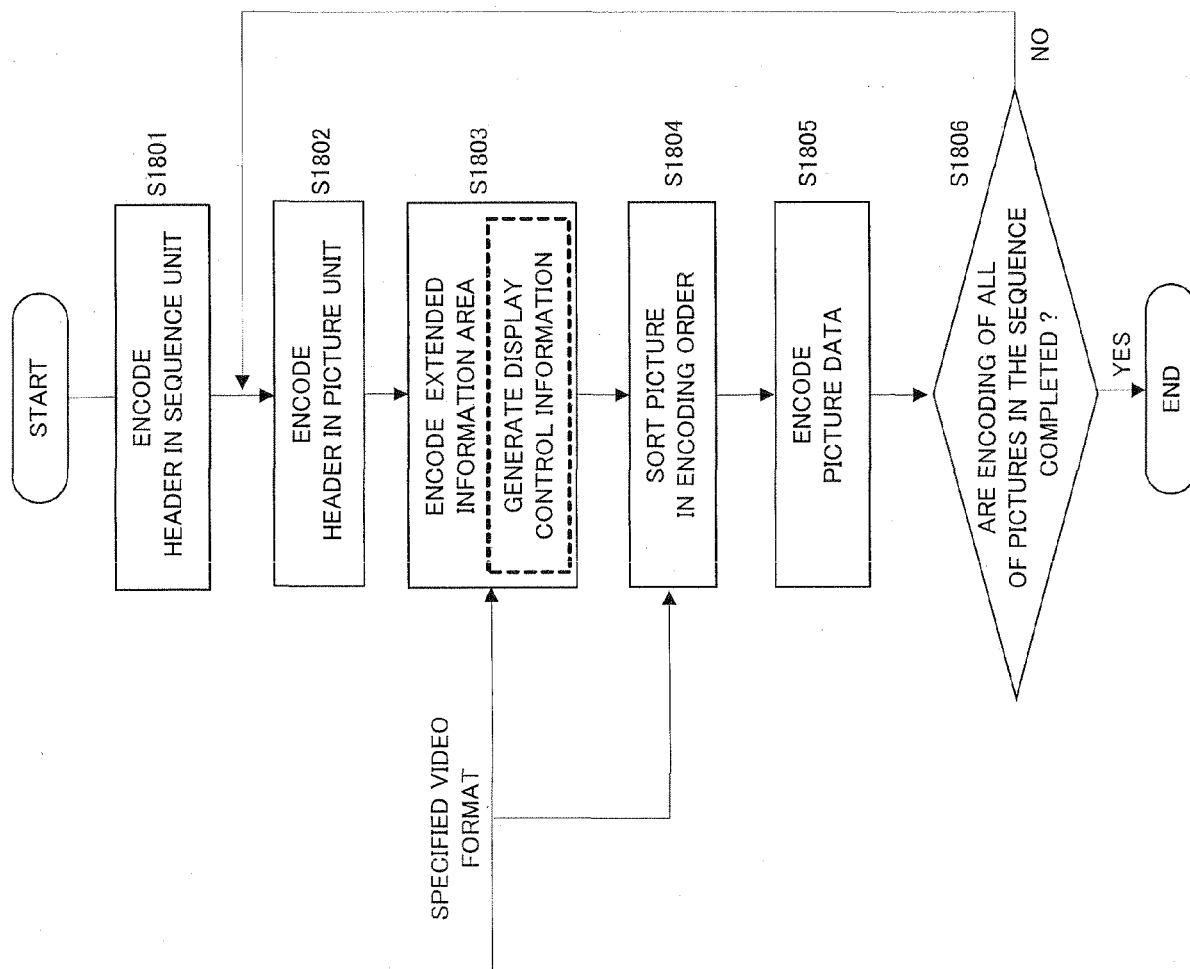 START
ENCODE
HEADER IN SEQUENCE UNIT
S1801
ENCODE
HEADER IN PICTURE UNIT
S1802
SPECIFIED VIDEO
FORMAT
ENCODE EXTENDED
INFORMATION AREA
S1803
GENERATE DISPLAY
CONTROL INFORMATION
SORT PICTURE
IN ENCODING ORDER
S1804
ENCODE
PICTURE DATA
S1805
S1806
ARE ENCODING OF ALL
OF PICTURES IN THE SEQUENCE
COMPLETED ?
NO
YES
END